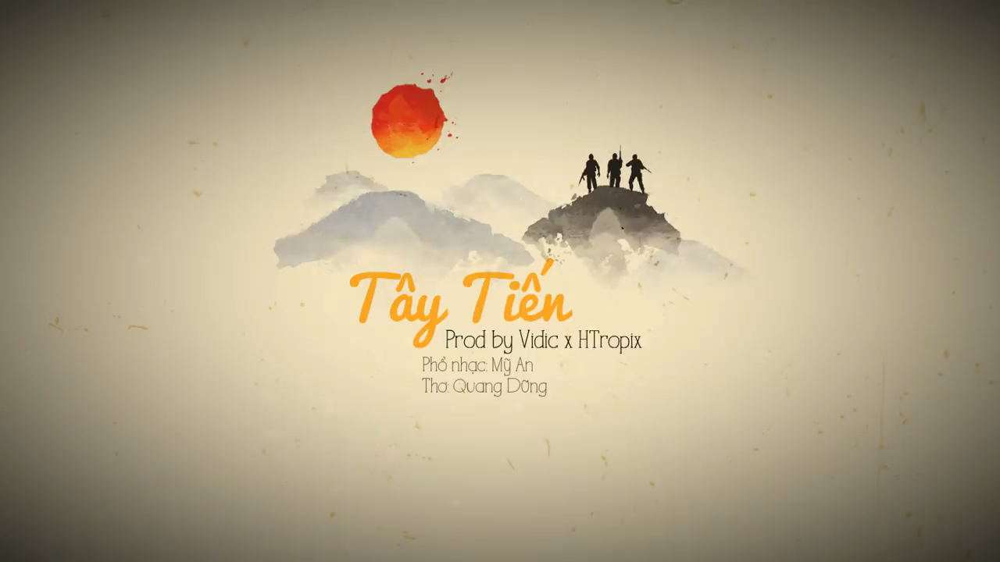 Tây Tiến
Prod by Vidic x HTropix
Phổ nhạc: Mỹ An
Thơ: Quang Dũng